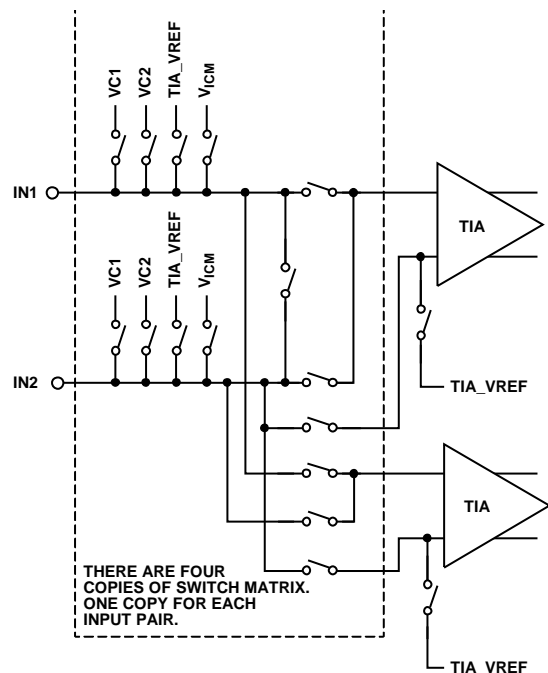 VC1
VC2
TIA_VREF
VICM
IN1
TIA
VC1
VC2
TIA_VREF
VICM
IN2
TIA_VREF
TIA
THERE ARE FOUR
COPIES OF SWITCH MATRIX.
ONE COPY FOR EACH
INPUT PAIR.
TIA_VREF